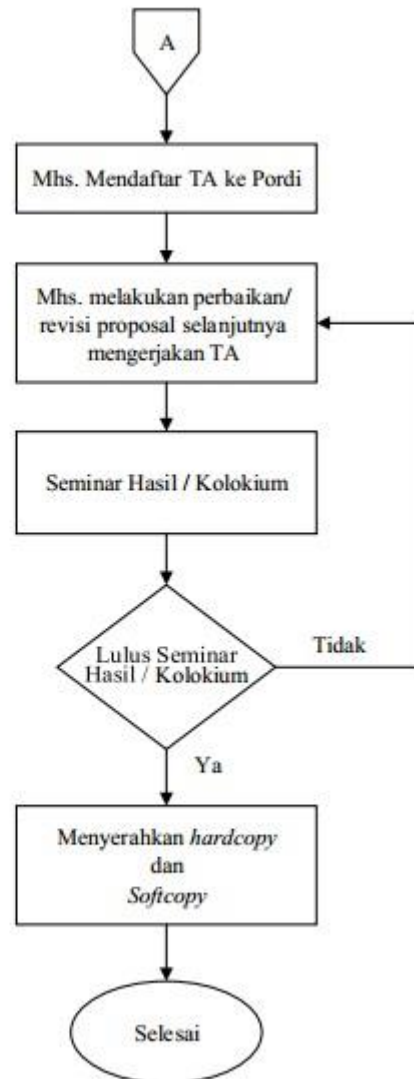 A
Mhs. Mendaftar TA ke Pordi
Mhs. melakukan perbaikan/
revisi proposal selanjutnya
mengerjakan TA
Seminar Hasil / Kolokium
Lulus Seminar
Hasil / Kolokium
Tidak
Ya
Menyerahkan hardcopy
dan
Softcopy
Selesai